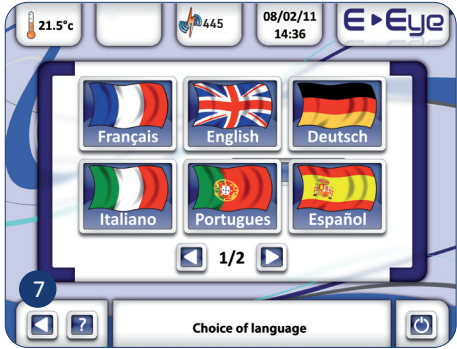 21.5°c
445
08/02/11
14:36
E Eye
Français English Deutsch
Italiano Portugues Español
1/2
7
?
Choice of language